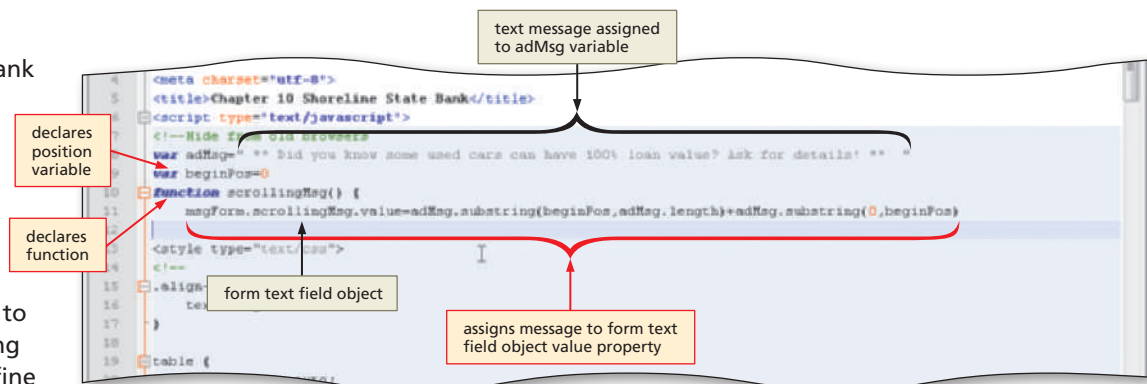 text message assigned
to adMsg variable
ank
4 <meta charset="utf-8">
5 <title>Chapter 10 Shoreline State Bank</title>
6 <script type="text/javascript">
7 <!--Hide from old browsers
8 var adMsg=" ** Did you know some used cars can have 100% loan value? Ask for details! ** "
9 var beginPos=0
10 function scrollingMsg() {
11 msgForm.scrollingMsg.value=adMsg.substring(beginPos,adMsg.length)+adMsg.substring(0,beginPos)
12
13 <style type="text/css">
14 <!--
15 .align-
16 tex
17 }
18
19 table {
declares
position
variable
declares
function
form text field object
assigns message to form text
field object value property
to
ng
fine